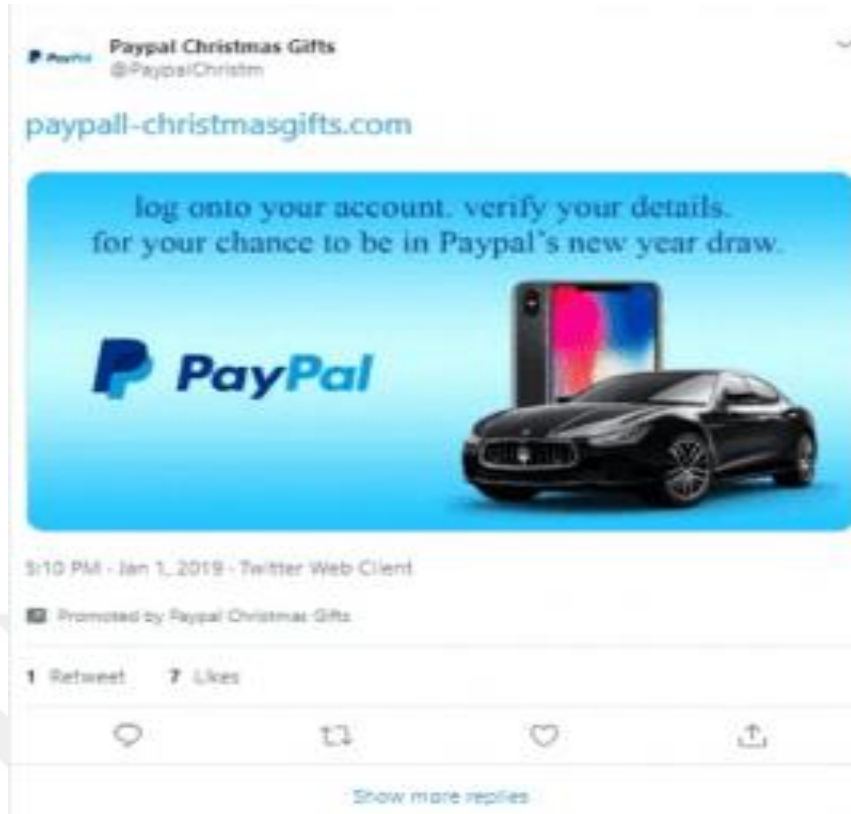 PayPal
Paypal Christmas Gifts
@PaypalChristm
paypall-christmasgifts.com
log onto your account. verify your details.
for your chance to be in Paypal's new year draw.
PayPal
5:10 PM - Jan 1, 2019 - Twitter Web Client
Promoted by Paypal Christmas Gifts
1 Retweet 7 Likes
Show more replies